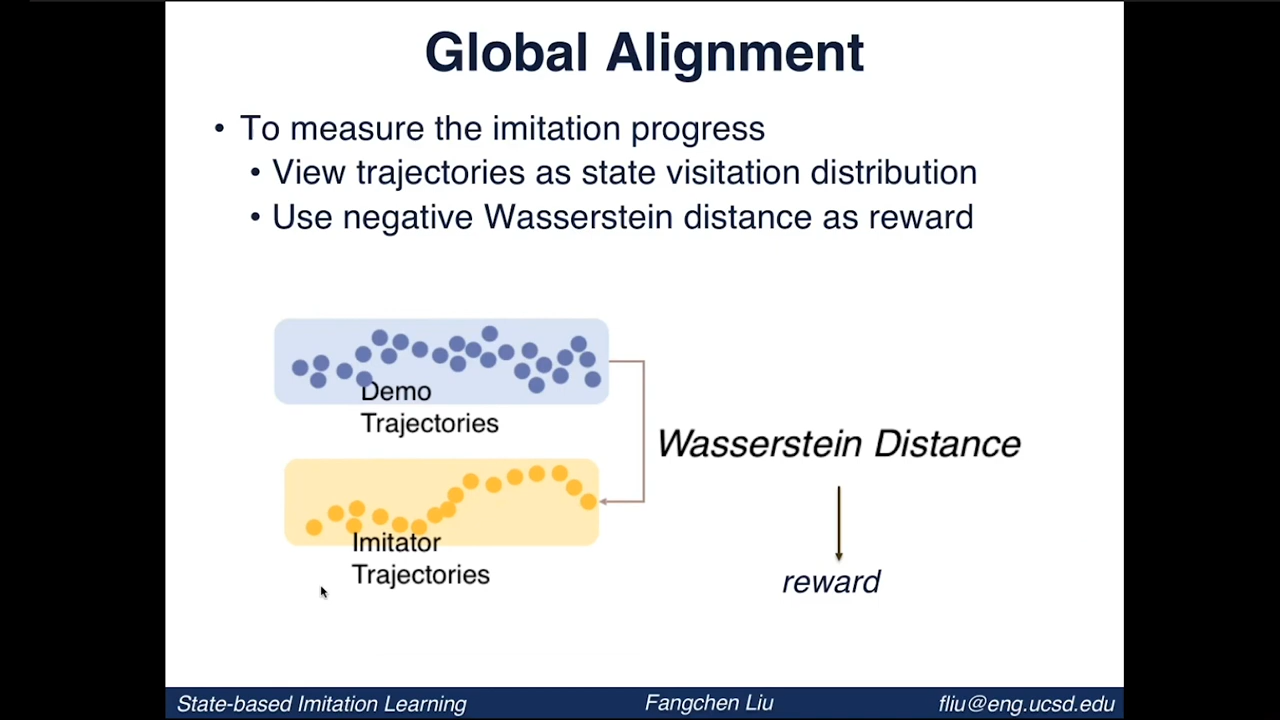 Global Alignment
• To measure the imitation progress
• View trajectories as state visitation distribution
• Use negative Wasserstein distance as reward
Demo
Trajectories
Wasserstein Distance
Imitator
Trajectories
reward
State-based Imitation Learning
Fangchen Liu
fliu@eng.ucsd.edu